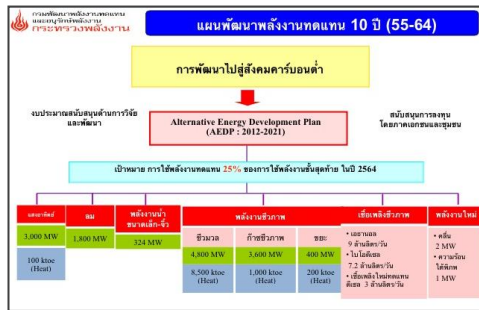 กรมพัฒนาพลังงานทดแทน
และอนุรักษ์พลังงาน
กระทรวงพลังงาน
แผนพัฒนาพลังงานทดแทน 10 ปี (55-64)
การพัฒนาไปสู่สังคมคาร์บอนต่ำ
งบประมาณสนับสนุนด้านการวิจัย
และพัฒนา
Alternative Energy Development Plan
(AEDP : 2012-2021)
สนับสนุนการลงทุน
โดยภาคเอกชนและชุมชน
เป้าหมาย การใช้พลังงานทดแทน 25% ของการใช้พลังงานขั้นสุดท้าย ในปี 2564
แสงอาทิตย์
3,000 MW
100 ktoe
(Heat)
ลม
1,800 MW
พลังงานน้ำ
ขนาดเล็ก-จิ๋ว
324 MW
พลังงานชีวภาพ
ชีวมวล
ก๊าซชีวภาพ
ขยะ
4,800 MW
3,600 MW
400 MW
8,500 ktoe
(Heat)
1,000 ktoe
(Heat)
200 ktoe
(Heat)
เชื้อเพลิงชีวภาพ
• เอธานอล
9 ล้านลิตร/วัน
• ไบโอดีเซล
7.2 ล้านลิตร/วัน
• เชื้อเพลิงใหม่ทดแทน
ดีเซล 3 ล้านลิตร/วัน
พลังงานใหม่
• คลื่น
2 MW
• ความร้อน
ใต้พิภพ
1 MW